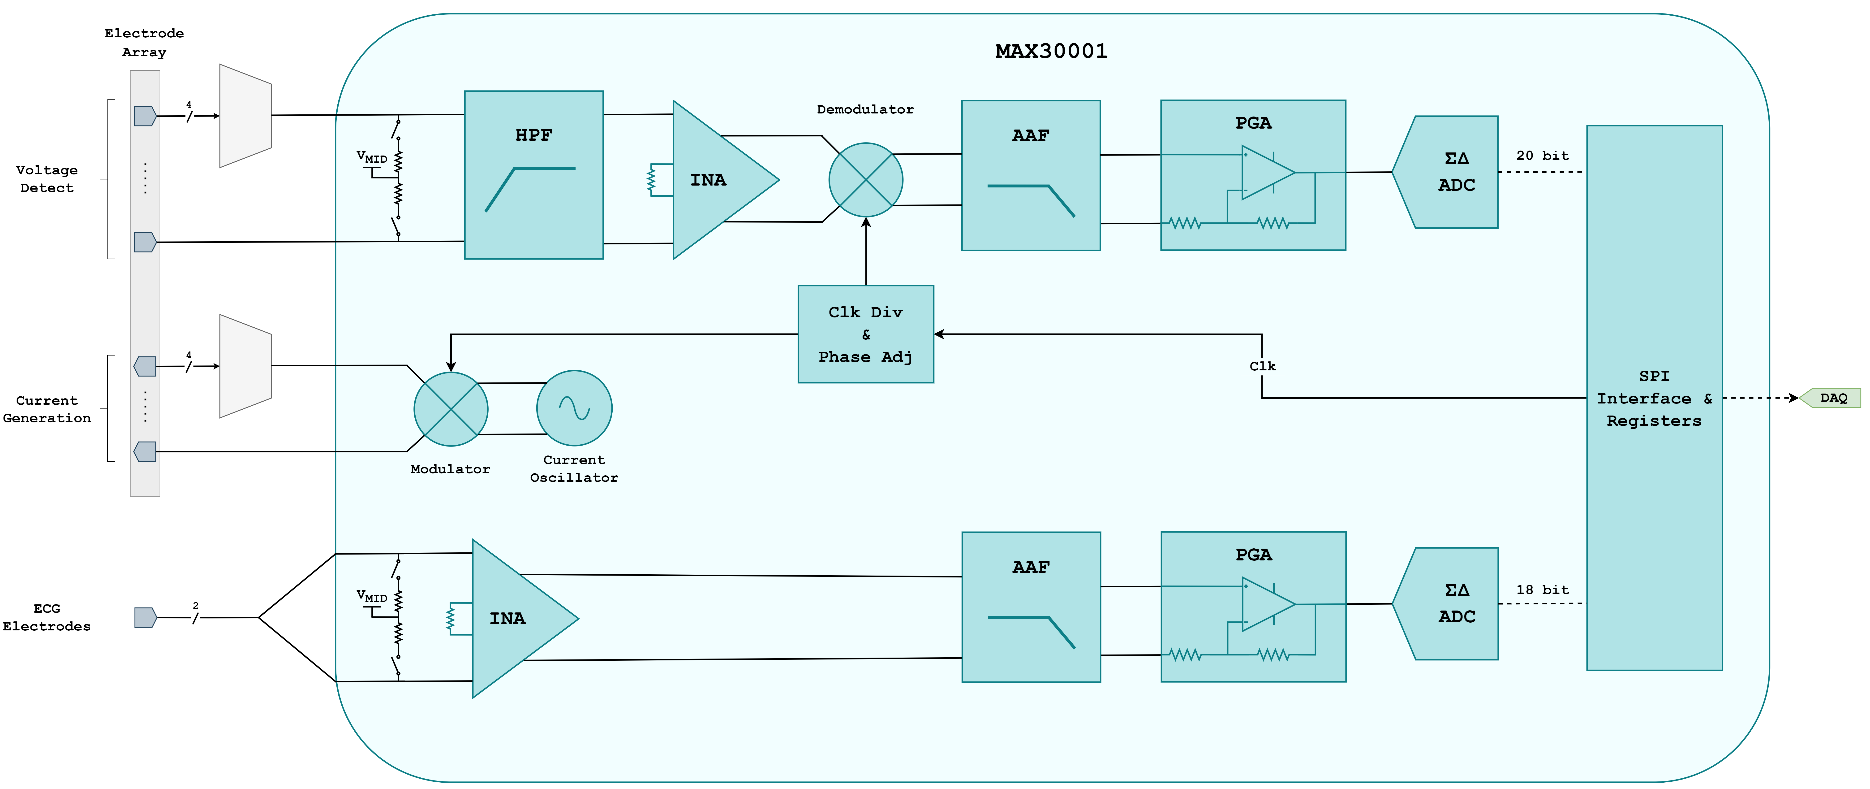 Electrode
Array
MAX30001
4
Demodulator
HPF
AAF
PGA
VMID
ΣΔ
ADC
20 bit
Voltage
Detect
INA
Clk Div
&
Phase Adj
4
Clk
Current
Generation
SPI
Interface &
Registers
DAQ
Modulator
Current
Oscillator
AAF
PGA
VMID
ΣΔ
ADC
18 bit
ECG
Electrodes
2
INA